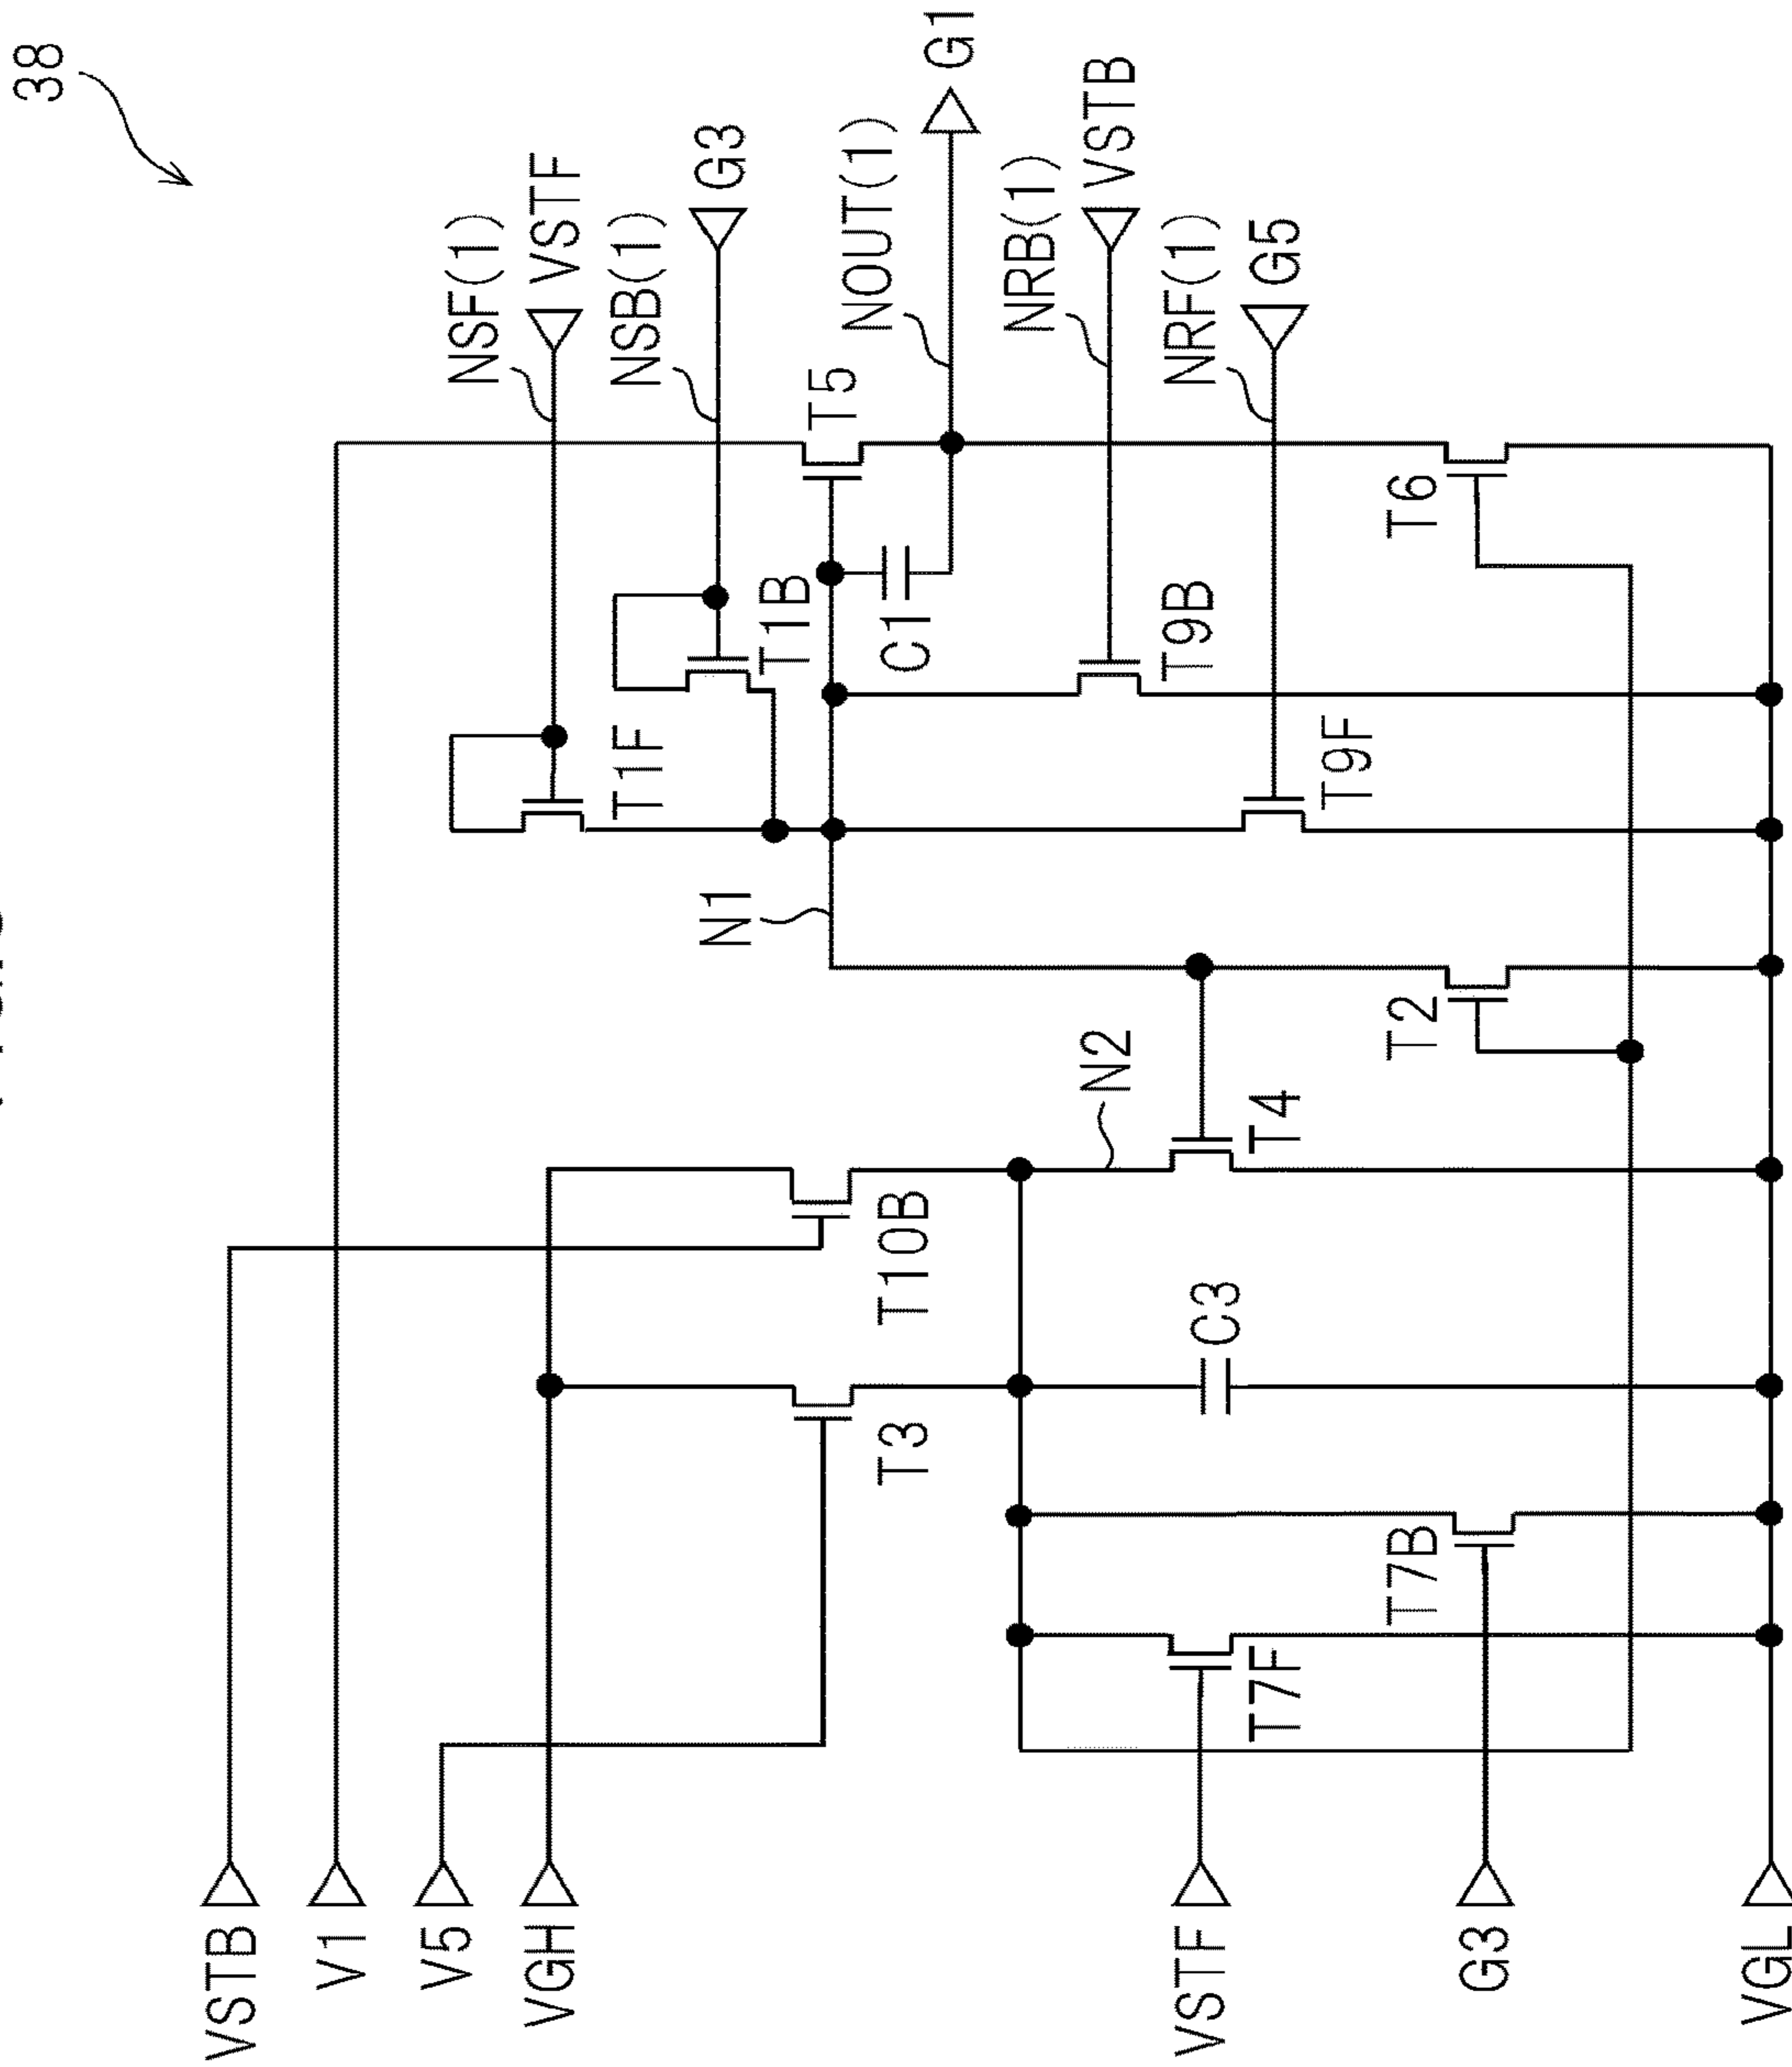 38
NSF(1)
VSTF
NSB(1)
G3
NOUT(1)
G1
NRB(1)
VSTB
NRF(1)
G5
T1F
T1B
T5
C1
T9B
T9F
T6
N1
N2
T2
T4
T10B
T3
C3
T7B
T7F
VSTB
V1
V5
VGH
VSTF
G3
VGL